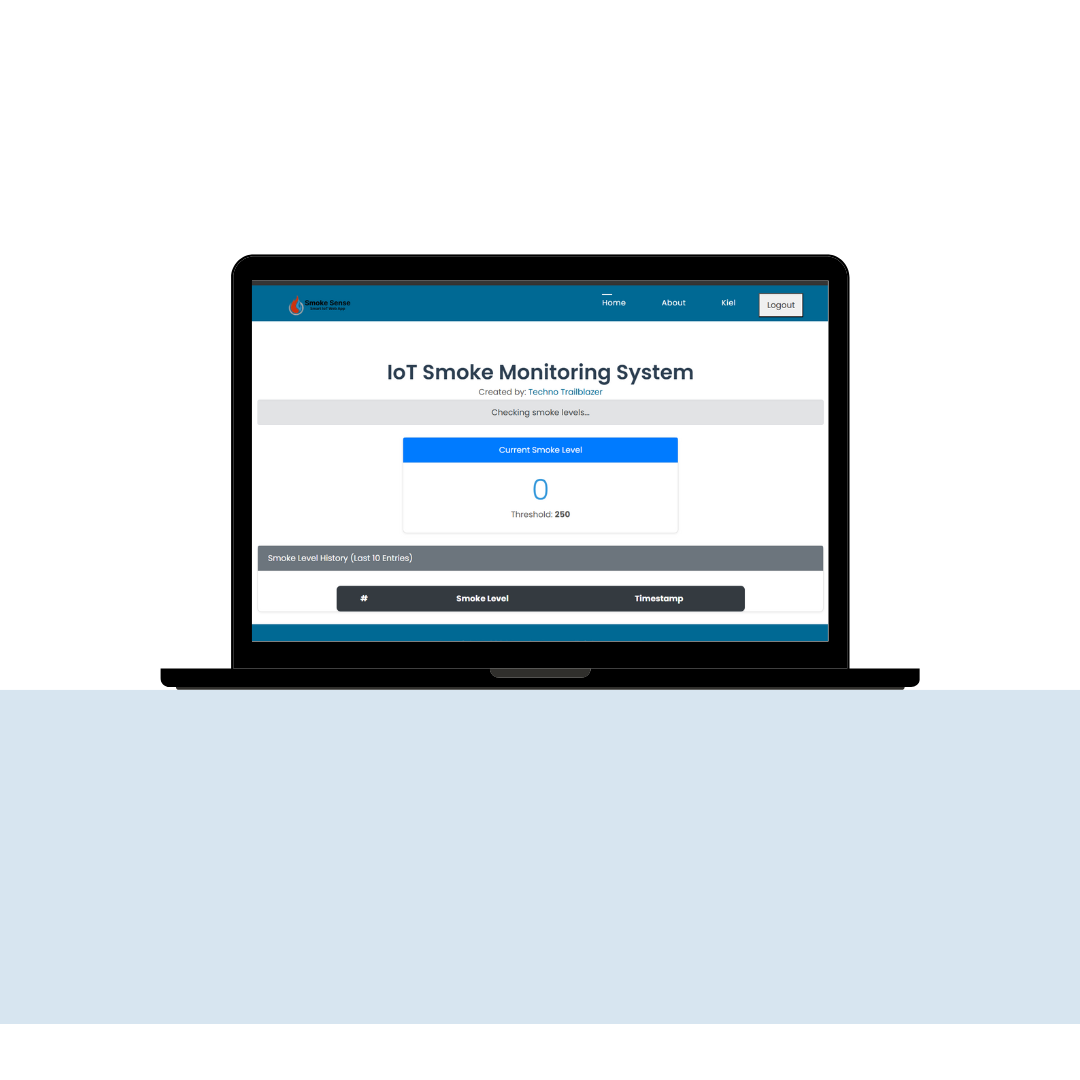 Smoke Sense
Home
About
Kiel
Logout
IoT Smoke Monitoring System
Created by: Techno Trailblazer
Checking smoke levels...
Current Smoke Level
0
Threshold: 250
Smoke Level History (Last 10 Entries)
# Smoke Level Timestamp